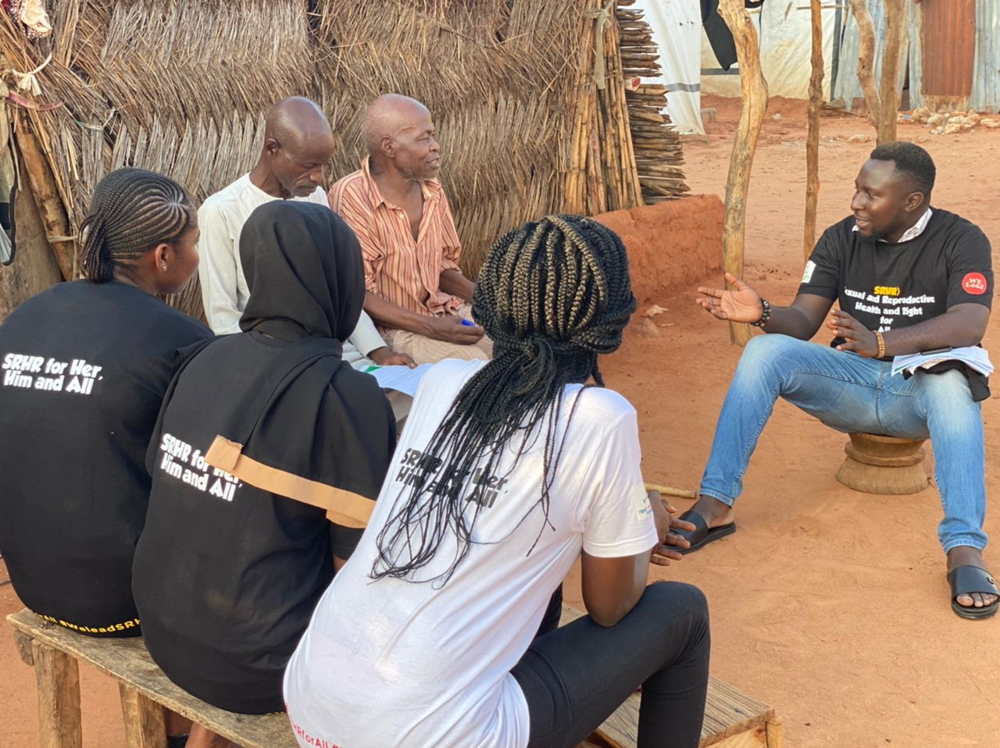 SRHR for Her,
Him and All
SRHR for Her,
Him and All
SRHR for Her,
Him and All
SRHR)
Sexual and Reproductive
Health and Right
for
All
WE
Lead